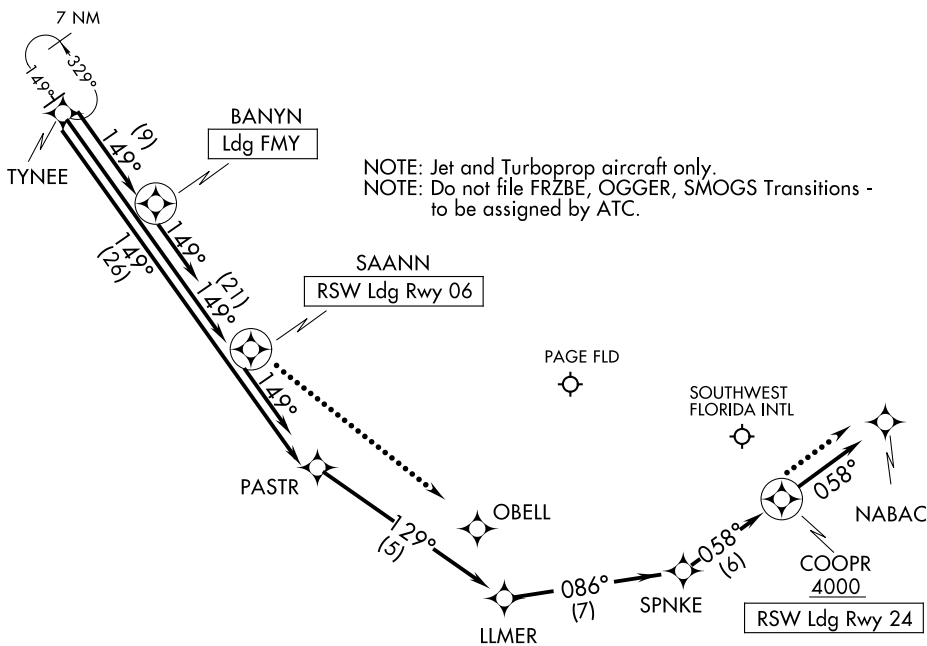 7 NM
329°
149°
TYNEE
BANYN
Ldg FMY
(9)
149°
NOTE: Jet and Turboprop aircraft only.
NOTE: Do not file FRZBE, OGGER, SMOGS Transitions -
to be assigned by ATC.
149°
149°
(26)
(21)
149°
SAANN
RSW Ldg Rwy 06
149°
PAGE FLD
SOUTHWEST
FLORIDA INTL
PASTR
OBELL
129°
(5)
LLMER
086°
(7)
SPNKE
058°
(6)
058°
NABAC
COOPR
4000
RSW Ldg Rwy 24